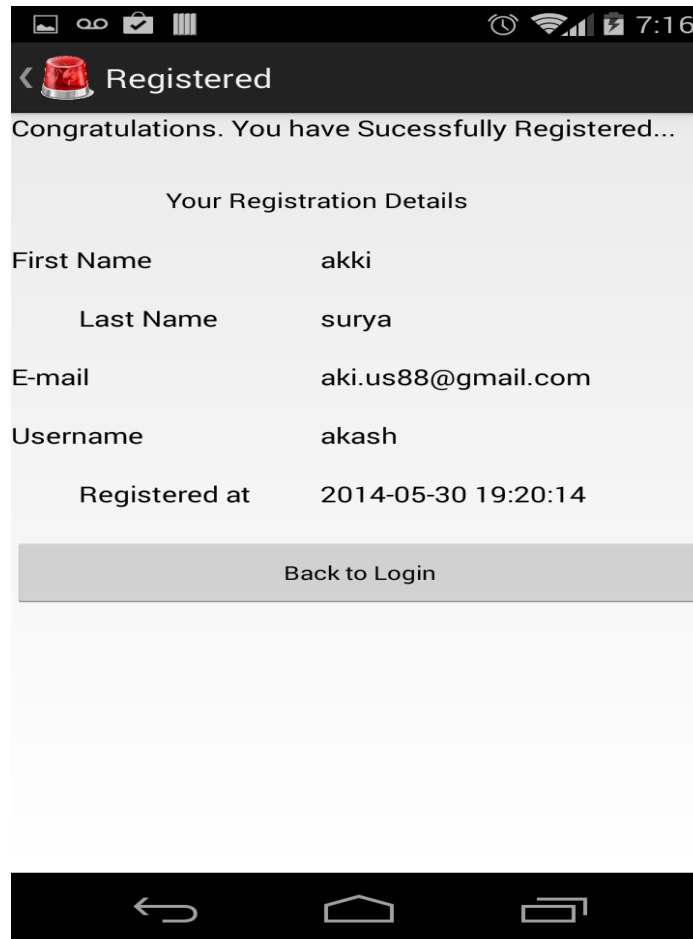 7:16
Registered
Congratulations. You have Sucessfully Registered...
Your Registration Details
First Name akki
Last Name surya
E-mail aki.us88@gmail.com
Username akash
Registered at 2014-05-30 19:20:14
Back to Login